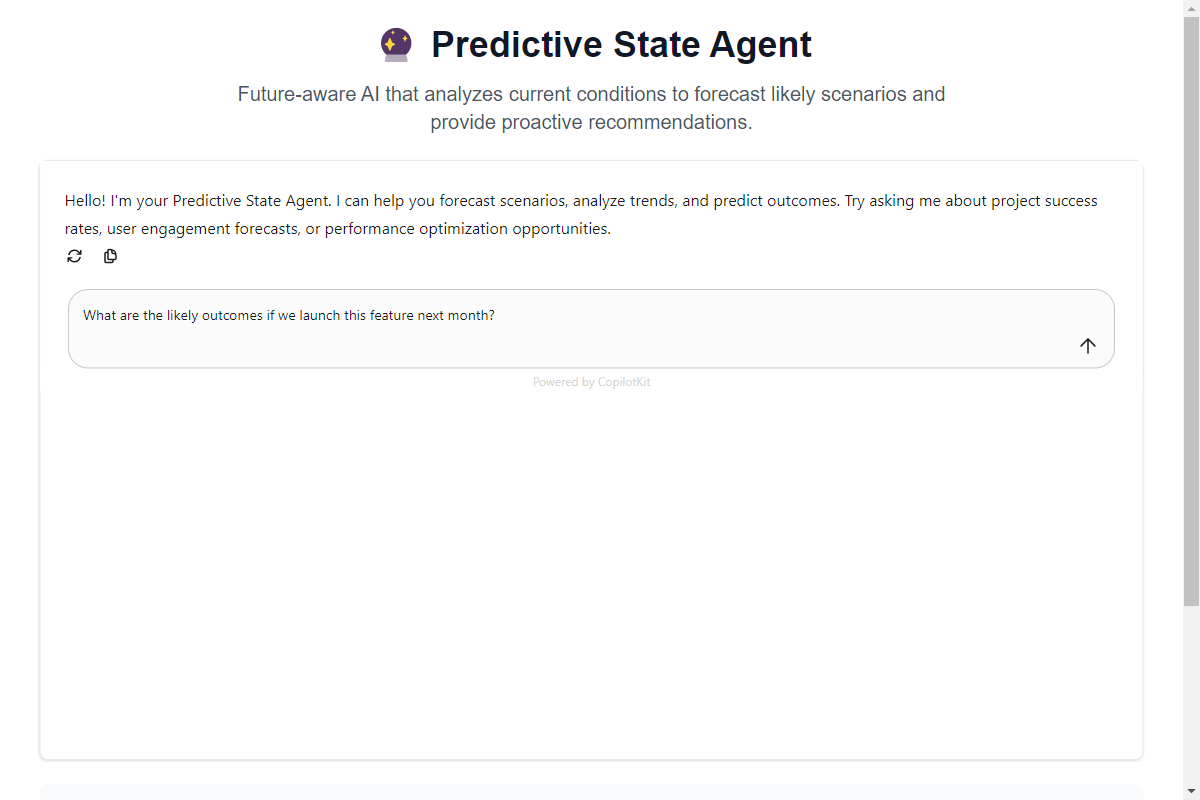 Predictive State Agent
Future-aware AI that analyzes current conditions to forecast likely scenarios and
provide proactive recommendations.
Hello! I'm your Predictive State Agent. I can help you forecast scenarios, analyze trends, and predict outcomes. Try asking me about project success
rates, user engagement forecasts, or performance optimization opportunities.
What are the likely outcomes if we launch this feature next month?
Powered by CopilotKit